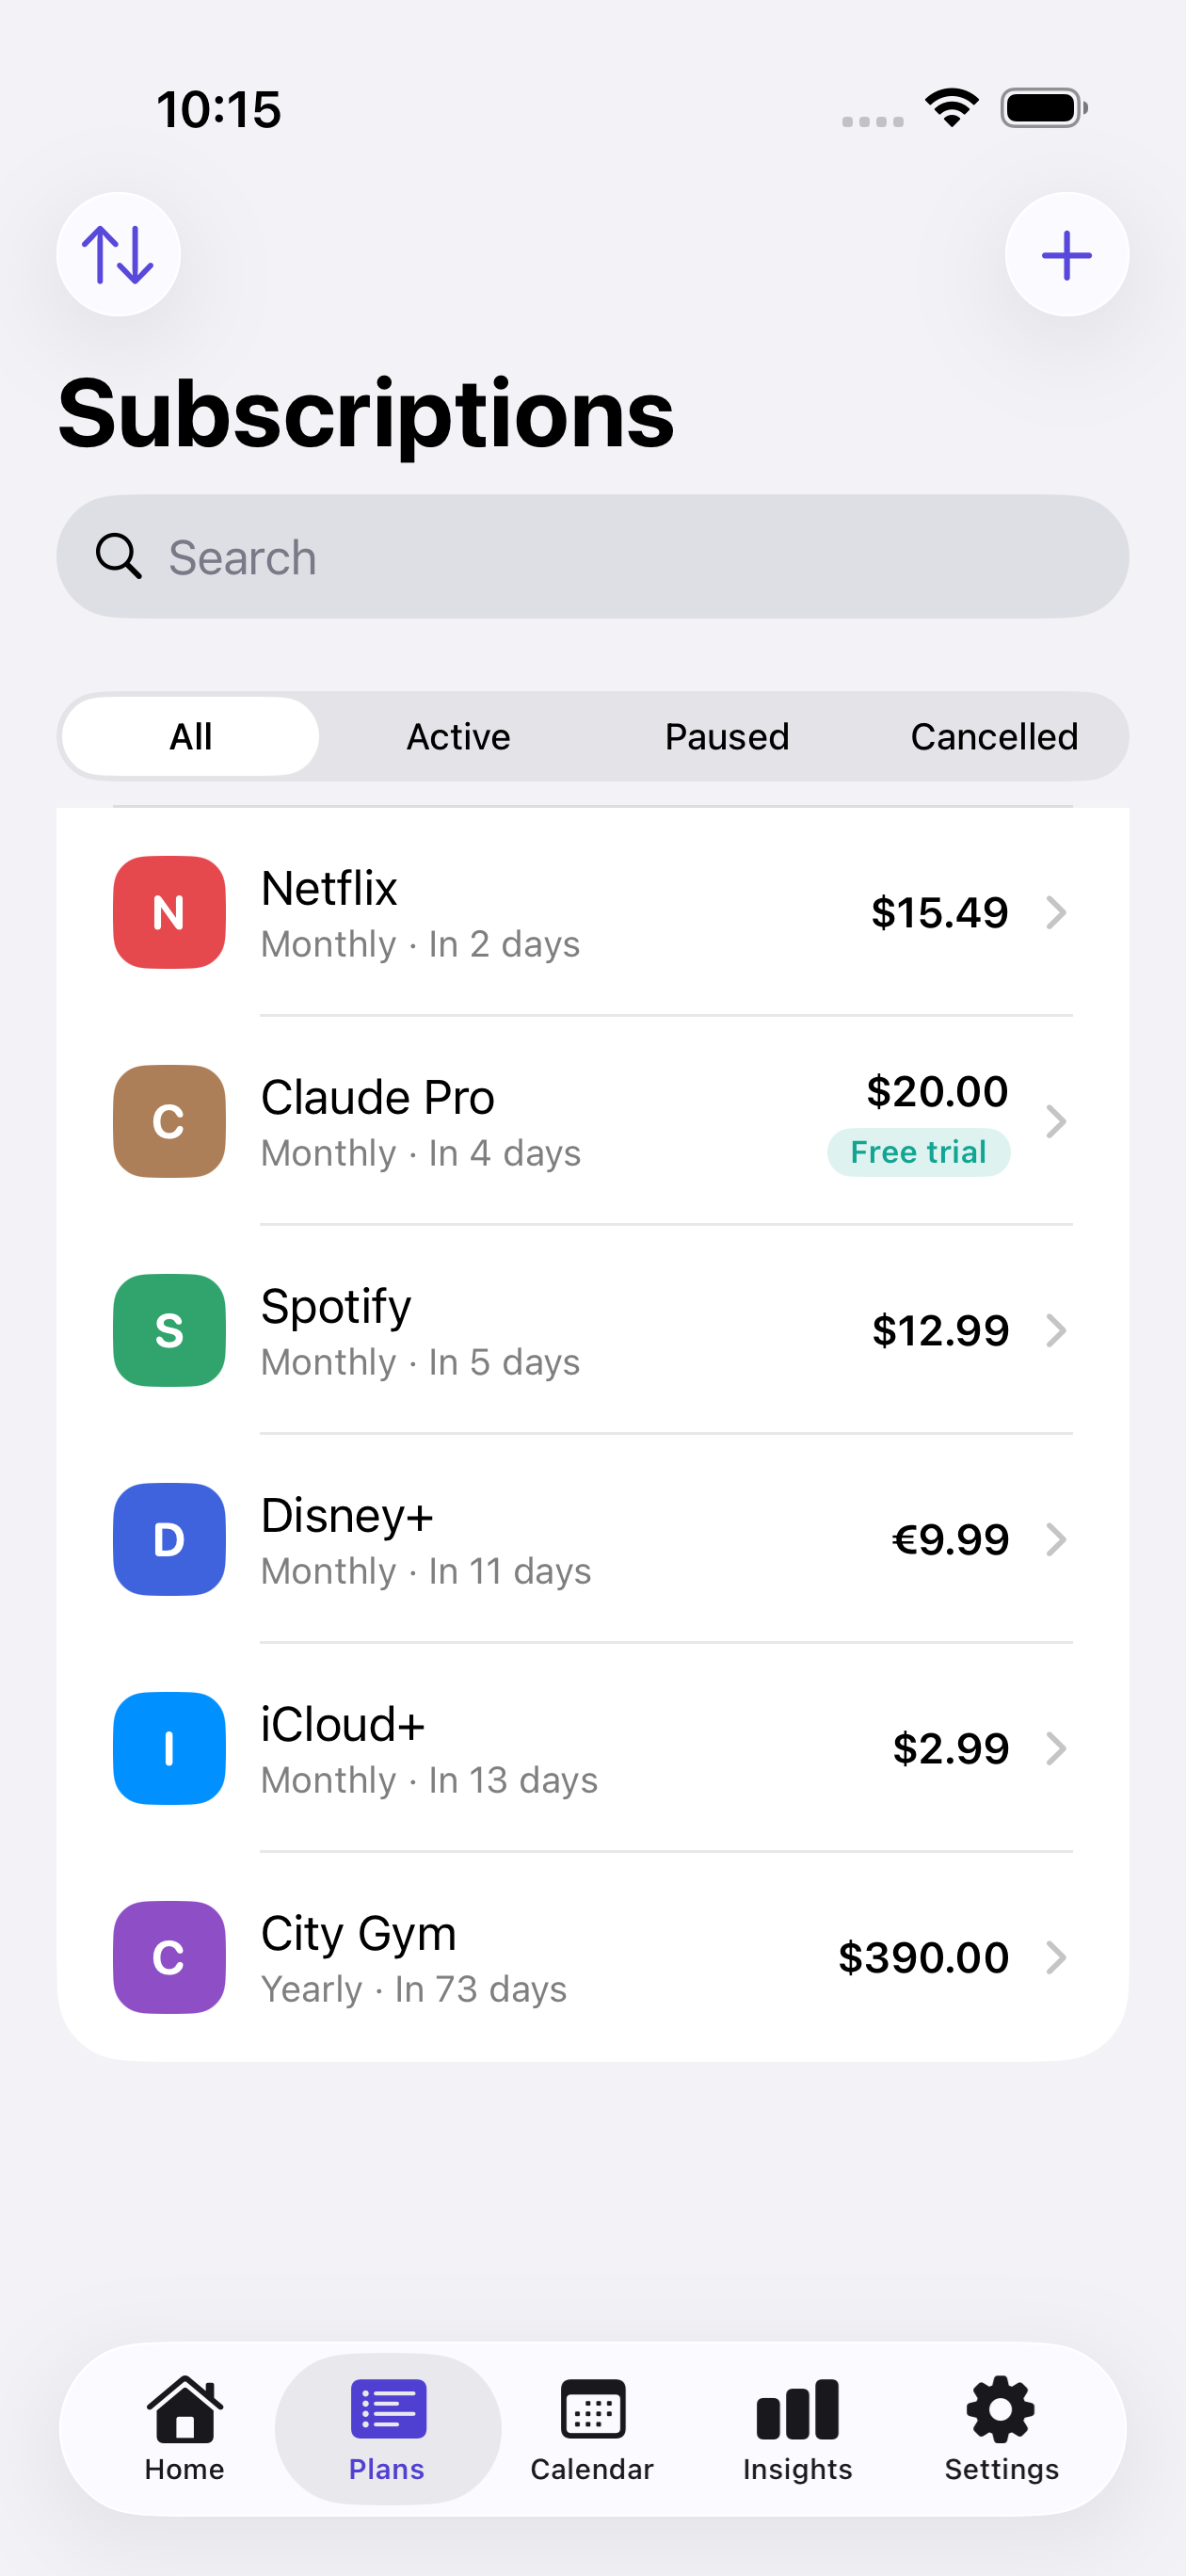 10:15
Subscriptions
Search
All Active Paused Cancelled
N Netflix $15.49
Monthly · In 2 days
C Claude Pro $20.00
Monthly · In 4 days Free trial
S Spotify $12.99
Monthly · In 5 days
D Disney+ €9.99
Monthly · In 11 days
I iCloud+ $2.99
Monthly · In 13 days
C City Gym $390.00
Yearly · In 73 days
Home Plans Calendar Insights Settings